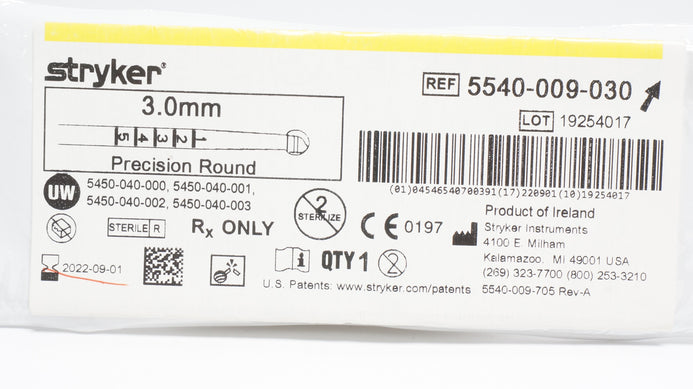 stryker®
REF 5540-009-030
3.0mm
LOT 19254017
5 4 3 2 1
Precision Round
(01)04546540700391(17)220901(10)19254017
UW
5450-040-000, 5450-040-001,
5450-040-002, 5450-040-003
2
STERILIZE
Product of Ireland
STERILE R
Rx ONLY
CE 0197
Stryker Instruments
4100 E. Milham
Kalamazoo, MI 49001 USA
(269) 323-7700 (800) 253-3210
2022-09-01
i
QTY 1
2
U.S. Patents: www.stryker.com/patents
5540-009-705 Rev-A